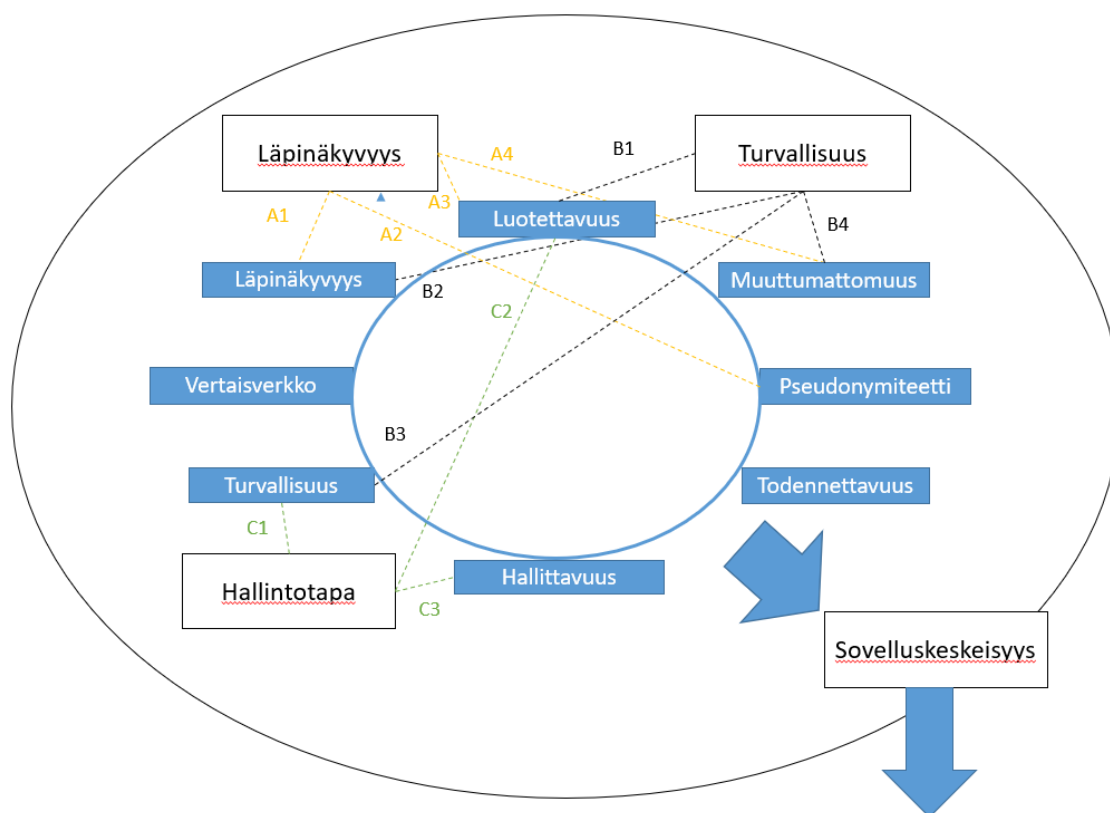 Läpinäkyvyys
Turvallisuus
B1
A4
A3
A1
A2
Luotettavuus
B4
Läpinäkyvyys
Muuttumattomuus
B2
C2
Vertaisverkko
Pseudonymiteetti
B3
Turvallisuus
Todennettavuus
C1
Hallintotapa
Hallittavuus
C3
Sovelluskeskeisyys